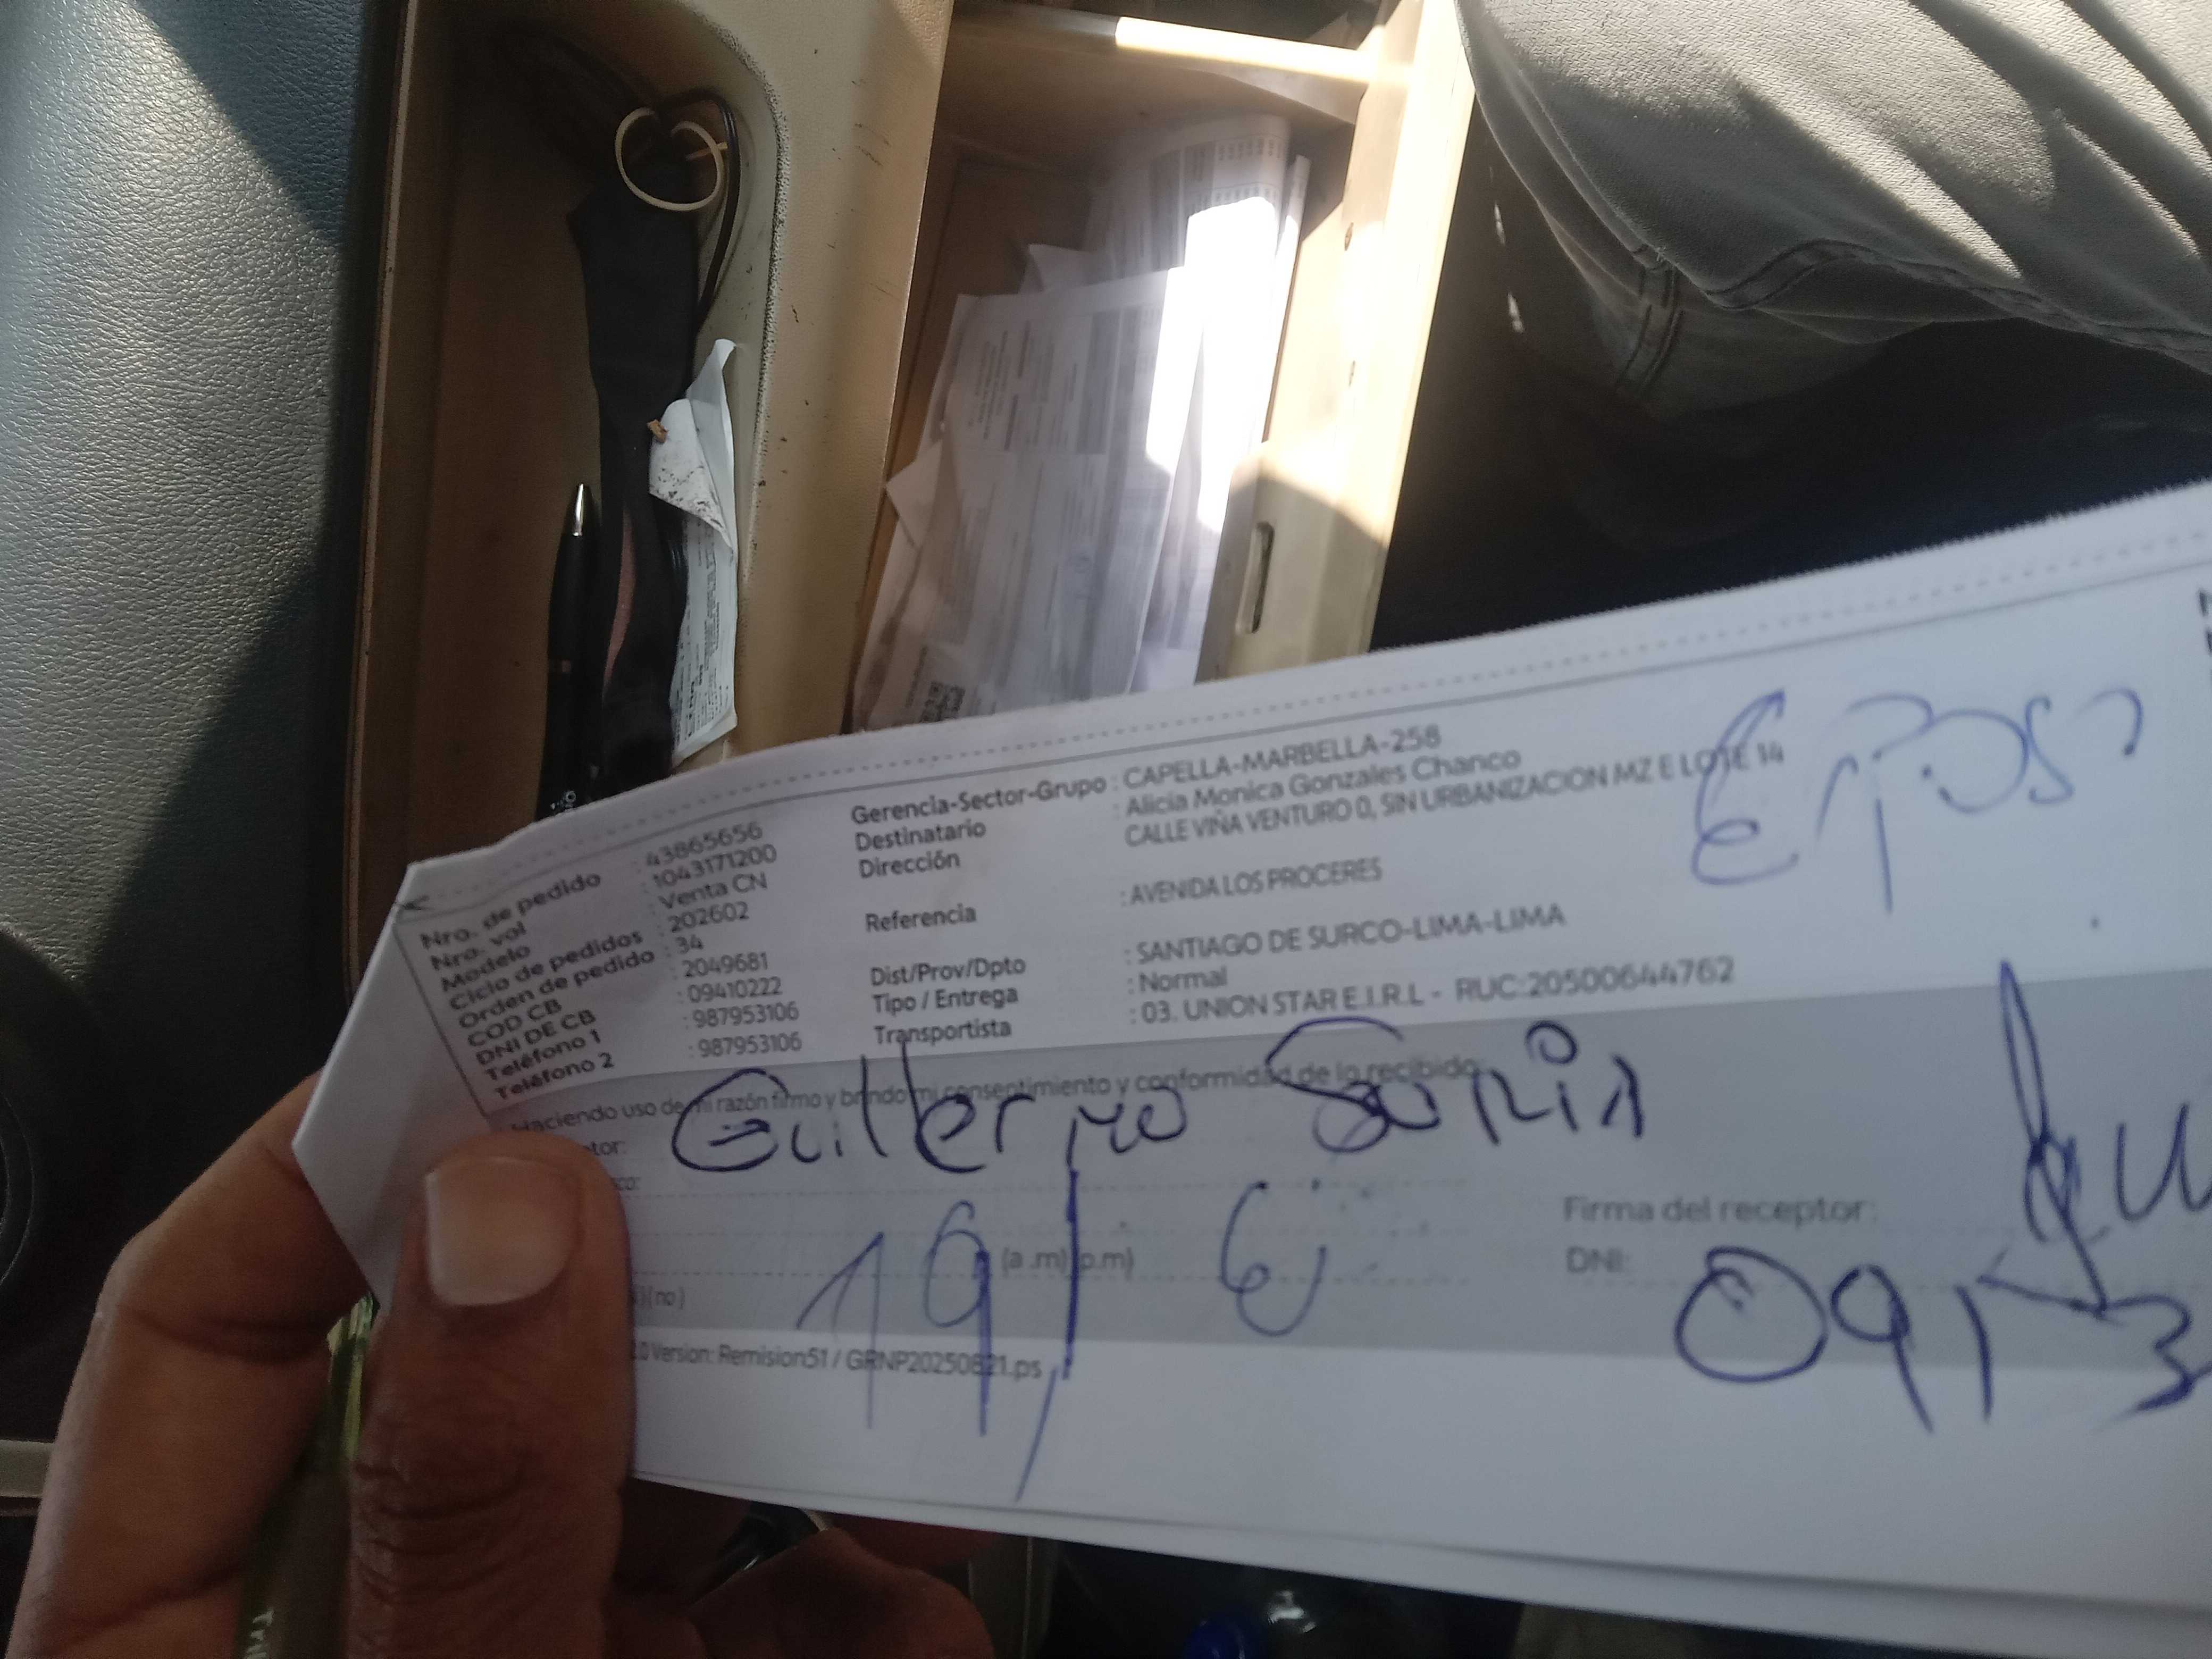 Nro. de pedido : 43865656
Nro. vol : 1043171200
Modelo : Venta CN
Ciclo de pedidos : 202602
Orden de pedido : 34
COD CB : 2049681
DNI DE CB : 09410222
Teléfono 1 : 987953106
Teléfono 2 : 987953106
Gerencia-Sector-Grupo : CAPELLA-MARBELLA-258
Destinatario : Alicia Monica Gonzales Chanco
Dirección CALLE VIÑA VENTURO 0, SIN URBANIZACION MZ E LOTE 14
Referencia : AVENIDA LOS PROCERES
Dist/Prov/Dpto : SANTIAGO DE SURCO-LIMA-LIMA
Tipo / Entrega : Normal
Transportista : 03. UNION STAR E.I.R.L - RUC:20500644762
Esposo
Haciendo uso de mi razón firmo y brindo mi consentimiento y conformidad de lo recibido
tor: Guillermo
(a .m) (p.m)
19/
Firma del receptor:
DNI: 091
)(no)
2.0 Version: Remision51 / GRNP20250821.ps